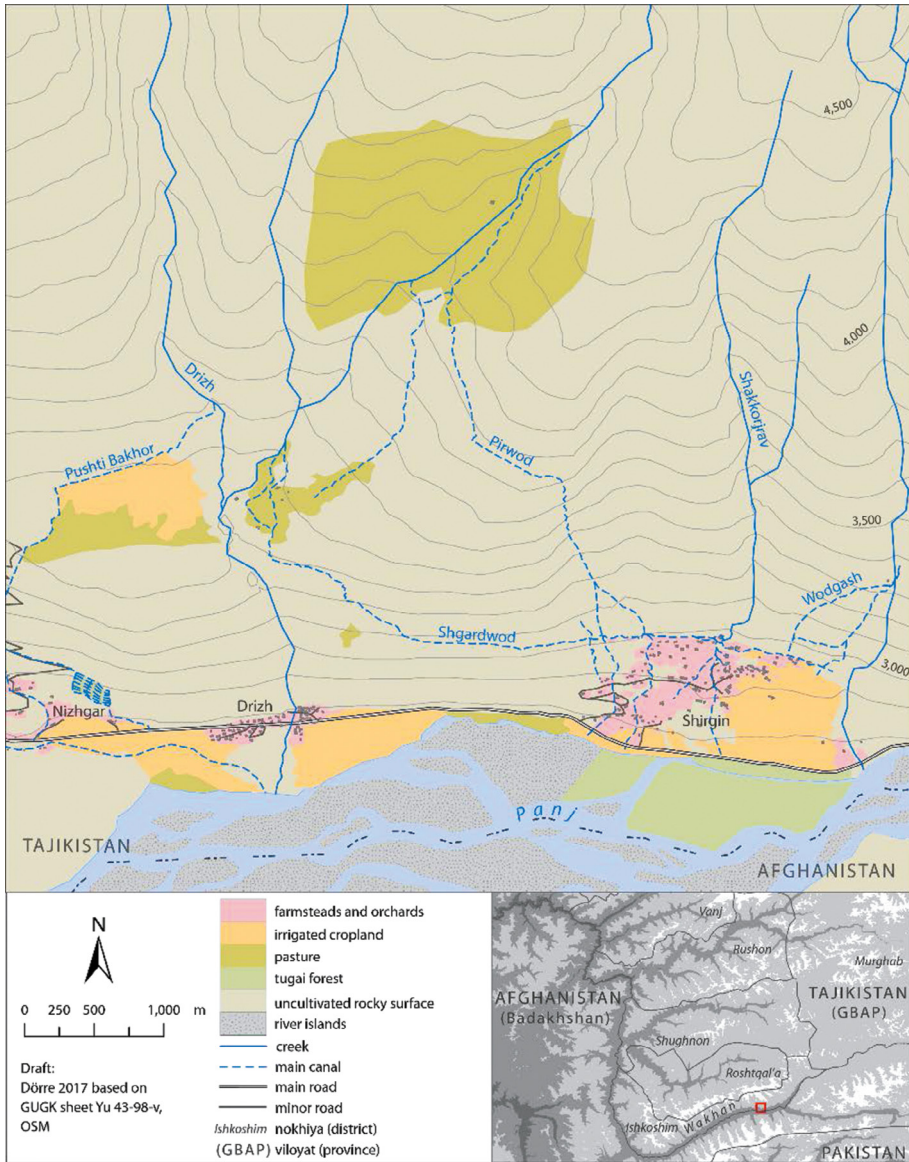 4,500
4,000
Drizh
Shakkorjrav
Pushti Bakhor
Pirwod
3,500
Wodgash
Shgardwod
3,000
Nizhgar
Drizh
Shirgin
Panj
TAJIKISTAN
AFGHANISTAN
N
0 250 500 1,000 m
Draft:
Dörre 2017 based on
GUGK sheet Yu 43-98-v,
OSM
farmsteads and orchards
irrigated cropland
pasture
tugai forest
uncultivated rocky surface
river islands
creek
main canal
main road
minor road
Ishkoshim nokhiya (district)
(GBAP) viloyat (province)
Vanj
Rushon
Murghab
AFGHANISTAN
(Badakhshan)
TAJIKISTAN
(GBAP)
Shughnon
Roshtqal'a
Ishkoshim
Wakhan
PAKISTAN